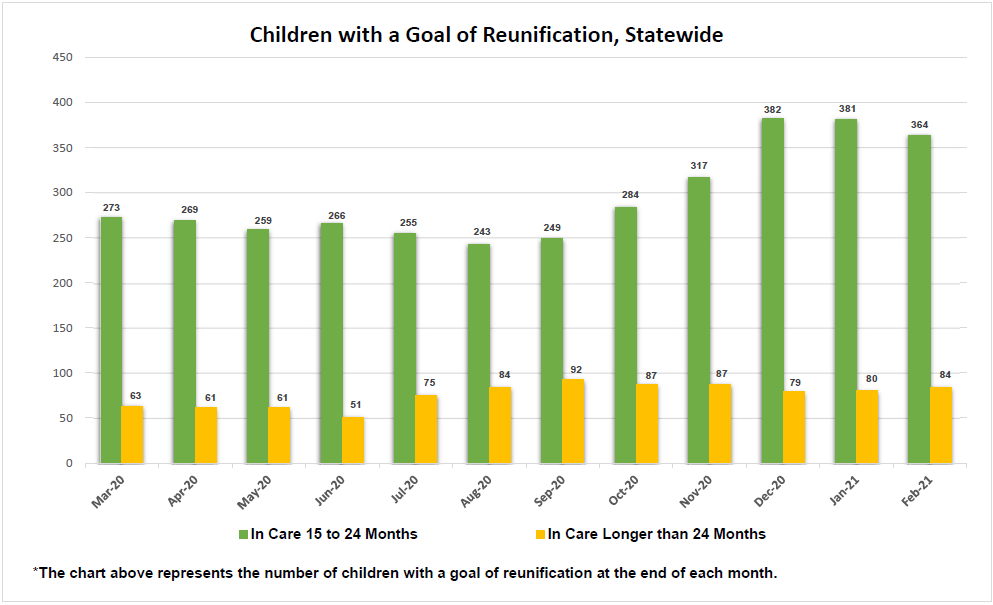 Children with a Goal of Reunification, Statewide
450
400
350
300
250
200
150
100
50
0
273
63
269
61
259
61
266
51
255
75
243
84
249
92
284
87
317
87
382
79
381
80
364
84
Mar-20
Apr-20
May-20
Jun-20
Jul-20
Aug-20
Sep-20
Oct-20
Nov-20
Dec-20
Jan-21
Feb-21
In Care 15 to 24 Months
In Care Longer than 24 Months
*The chart above represents the number of children with a goal of reunification at the end of each month.